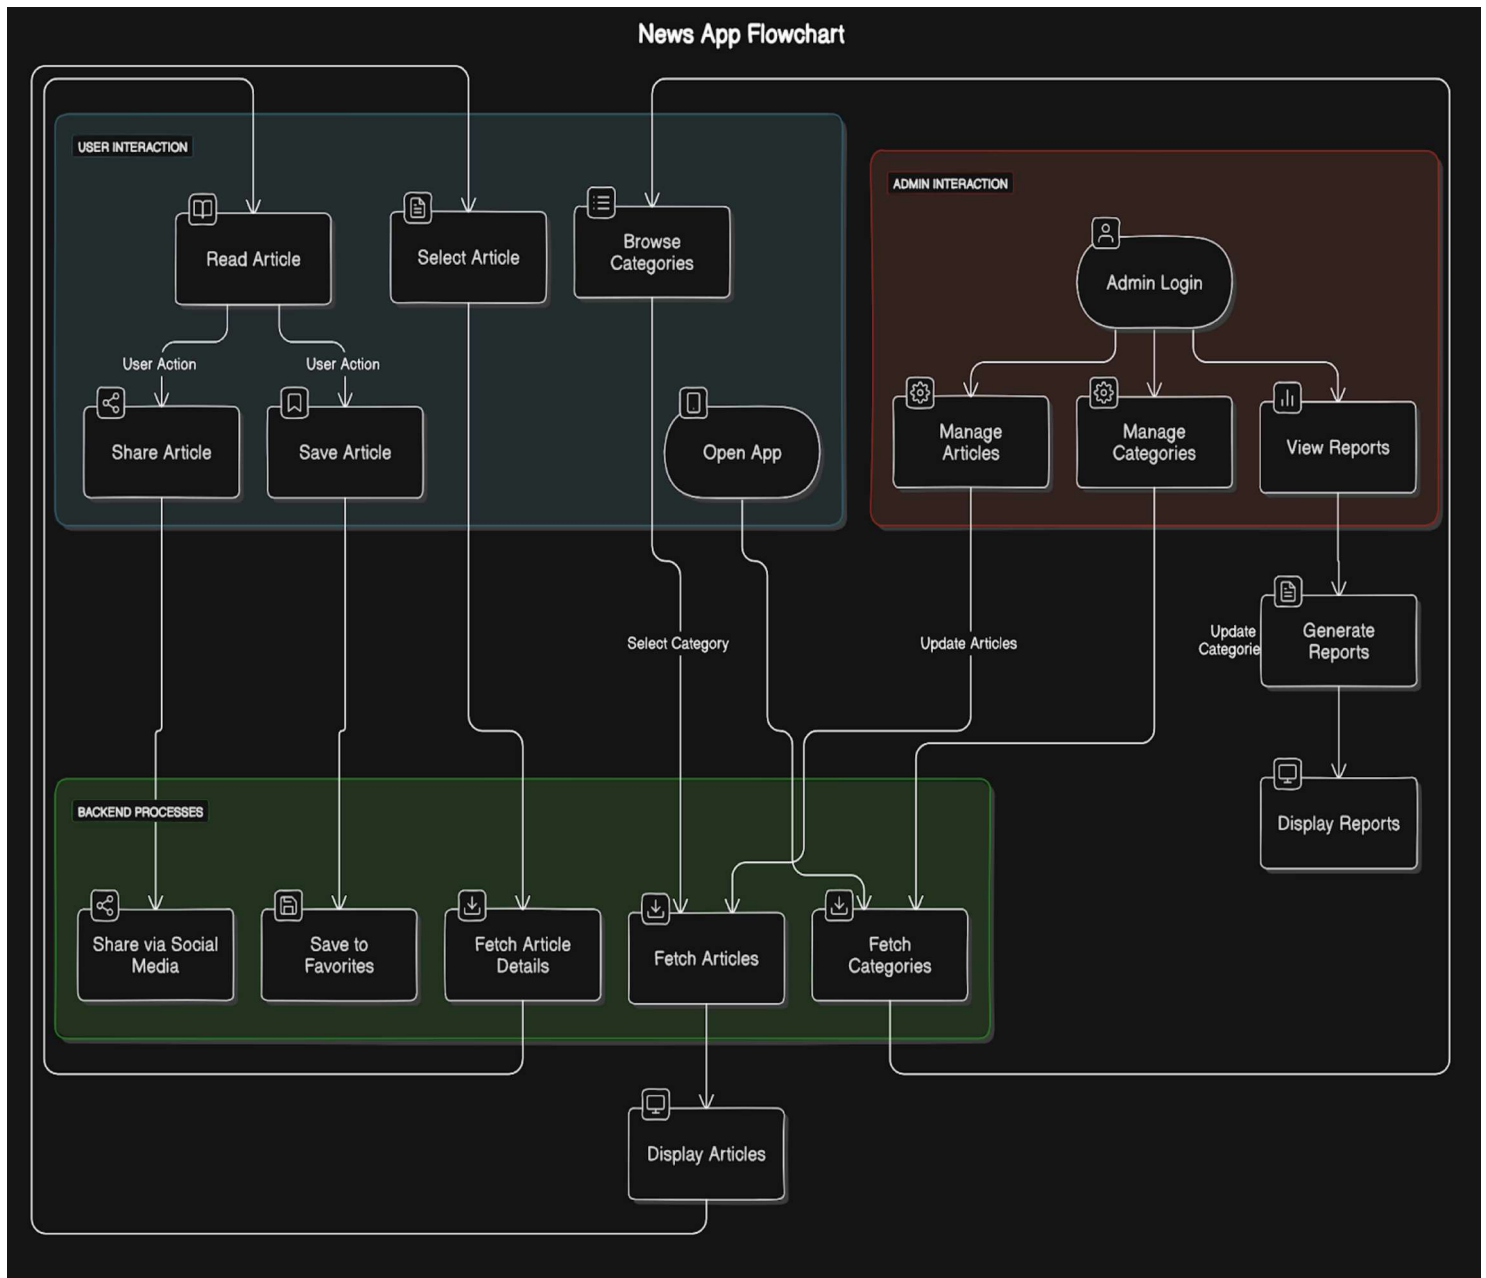 News App Flowchart
USER INTERACTION
ADMIN INTERACTION
Read Article
Select Article
Browse
Categories
Admin Login
User Action
User Action
Share Article
Save Article
Open App
Manage
Articles
Manage
Categories
View Reports
Select Category
Update Articles
Update
Categorie
Generate
Reports
BACKEND PROCESSES
Display Reports
Share via Social
Media
Save to
Favorites
Fetch Article
Details
Fetch Articles
Fetch
Categories
Display Articles